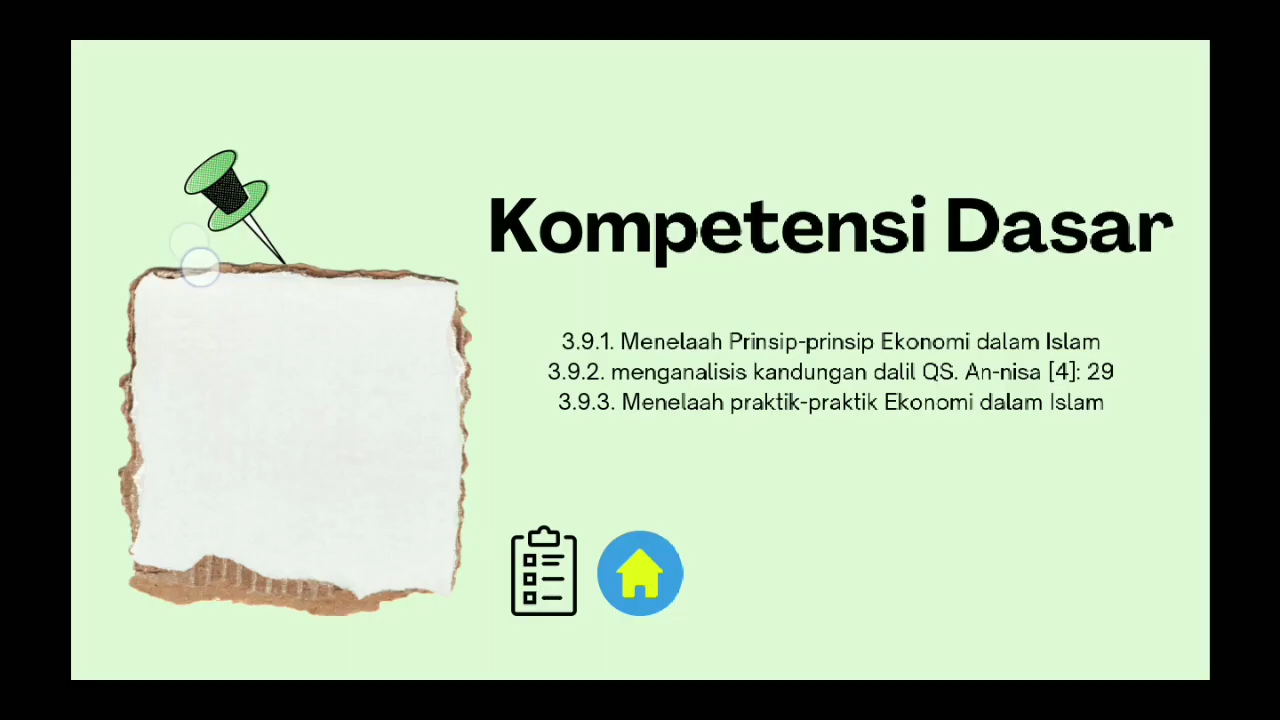 Kompetensi Dasar
3.9.1. Menelaah Prinsip-prinsip Ekonomi dalam Islam
3.9.2. menganalisis kandungan dalil QS. An-nisa [4]: 29
3.9.3. Menelaah praktik-praktik Ekonomi dalam Islam